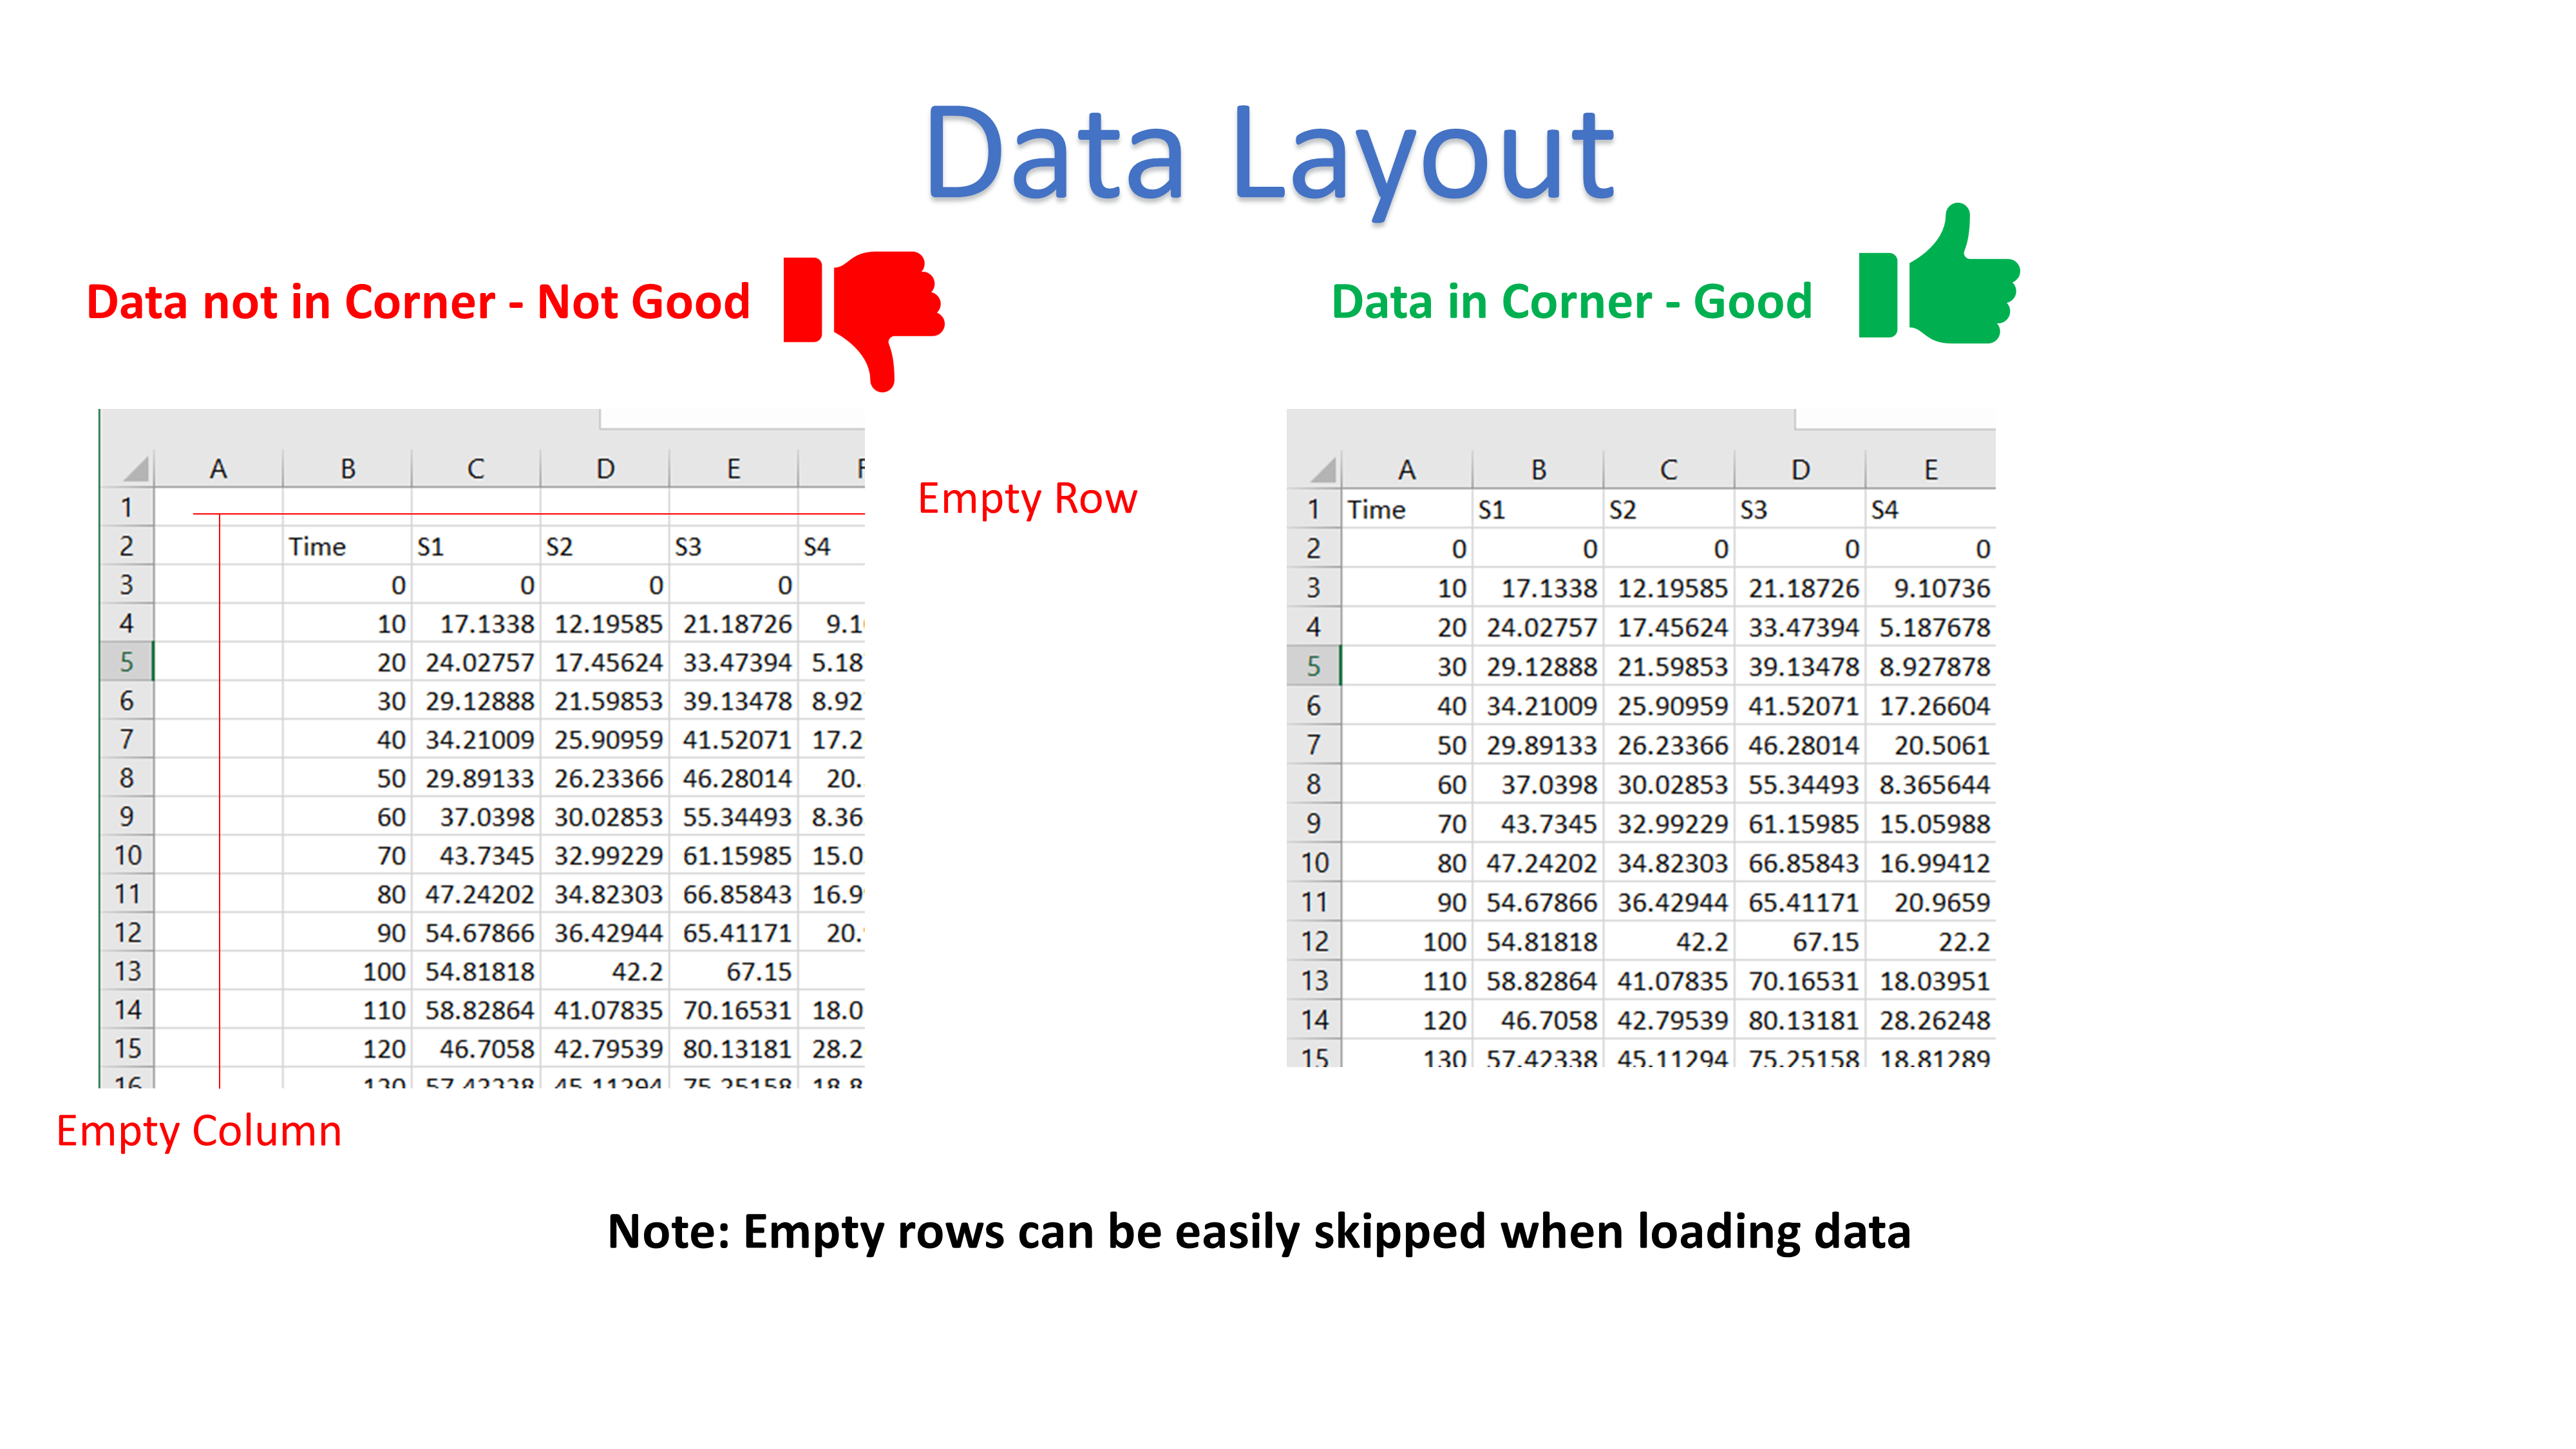 Data Layout
Data not in Corner - Not Good
Data in Corner - Good
A B C D E
1
2 Time S1 S2 S3 S4
3 0 0 0 0
4 10 17.1338 12.19585 21.18726 9.1
5 20 24.02757 17.45624 33.47394 5.18
6 30 29.12888 21.59853 39.13478 8.92
7 40 34.21009 25.90959 41.52071 17.2
8 50 29.89133 26.23366 46.28014 20.
9 60 37.0398 30.02853 55.34493 8.36
10 70 43.7345 32.99229 61.15985 15.0
11 80 47.24202 34.82303 66.85843 16.9
12 90 54.67866 36.42944 65.41171 20.
13 100 54.81818 42.2 67.15
14 110 58.82864 41.07835 70.16531 18.0
15 120 46.7058 42.79539 80.13181 28.2
16 130 57.42338 45.11294 75.25158 18.8
Empty Row
Empty Column
A B C D E
1 Time S1 S2 S3 S4
2 0 0 0 0 0
3 10 17.1338 12.19585 21.18726 9.10736
4 20 24.02757 17.45624 33.47394 5.187678
5 30 29.12888 21.59853 39.13478 8.927878
6 40 34.21009 25.90959 41.52071 17.26604
7 50 29.89133 26.23366 46.28014 20.5061
8 60 37.0398 30.02853 55.34493 8.365644
9 70 43.7345 32.99229 61.15985 15.05988
10 80 47.24202 34.82303 66.85843 16.99412
11 90 54.67866 36.42944 65.41171 20.9659
12 100 54.81818 42.2 67.15 22.2
13 110 58.82864 41.07835 70.16531 18.03951
14 120 46.7058 42.79539 80.13181 28.26248
15 130 57.42338 45.11294 75.25158 18.81289
Note: Empty rows can be easily skipped when loading data